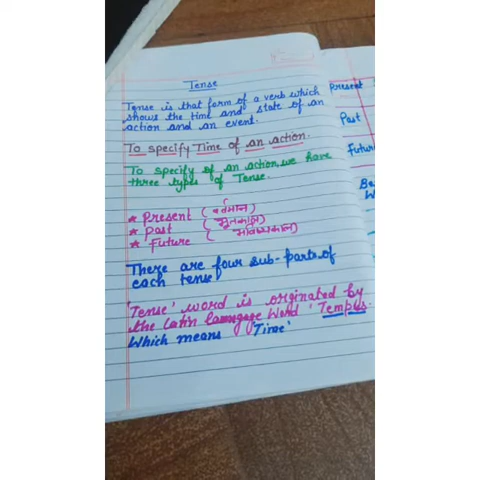 Tense
Tense is that form of a verb which
shows the time and state of an
action and an event.
To specify Time of an action.
To specify of an action, we have
three types of Tense.
* Present (वर्तमान)
* Past (भूतकाल)
* Future (भविष्यकाल)
There are four sub-parts of
each tense
'Tense' word is orginated by
the Latin language word 'Tempus.
Which means 'Time'
Present
Past
Future
Be
W